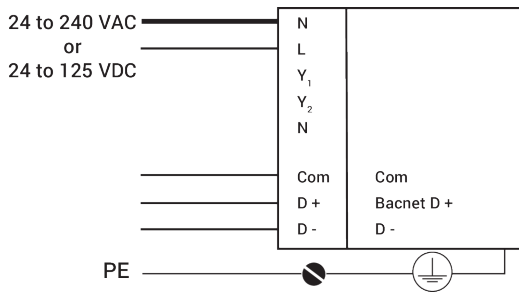 24 to 240 VAC
or
24 to 125 VDC
N
L
Y1
Y2
N
Com Com
D + Bacnet D +
D - D -
PE